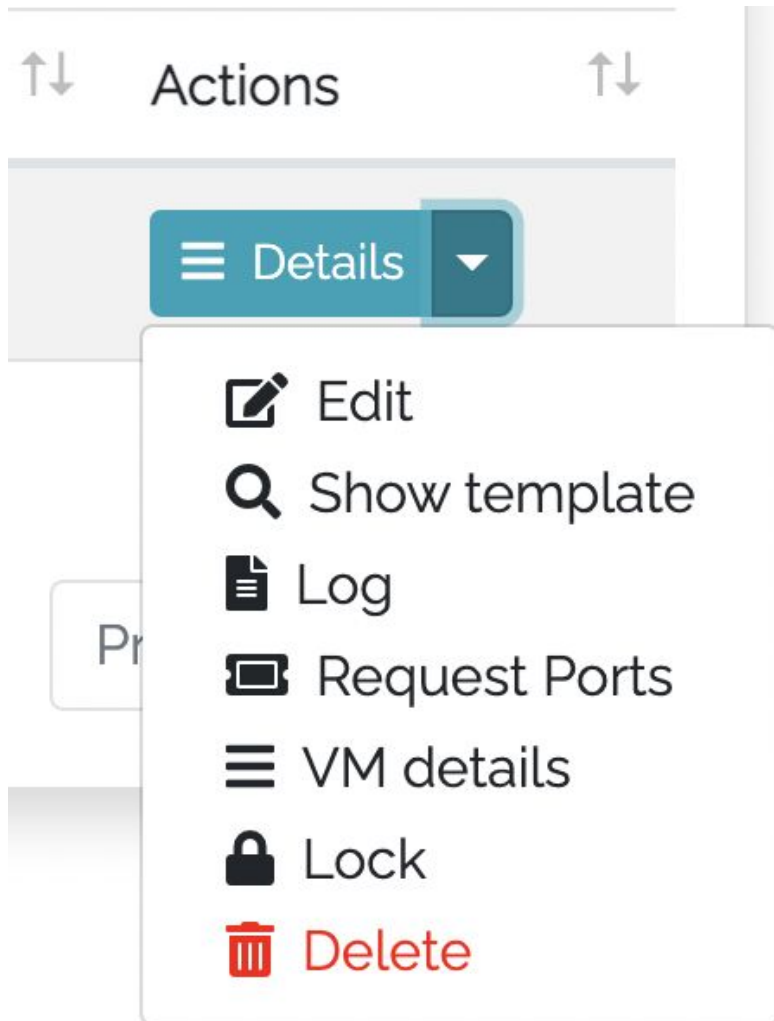 Actions
Details
Edit
Show template
Log
Request Ports
VM details
Lock
Delete